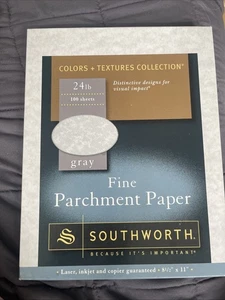 COLORS + TEXTURES COLLECTION®
24lb
100 sheets
Distinctive designs for
visual impact®
gray
Fine
Parchment Paper
S SOUTHWORTH®
BECAUSE IT'S IMPORTANT®
• Laser, inkjet and copier guaranteed • 8½" x 11" •